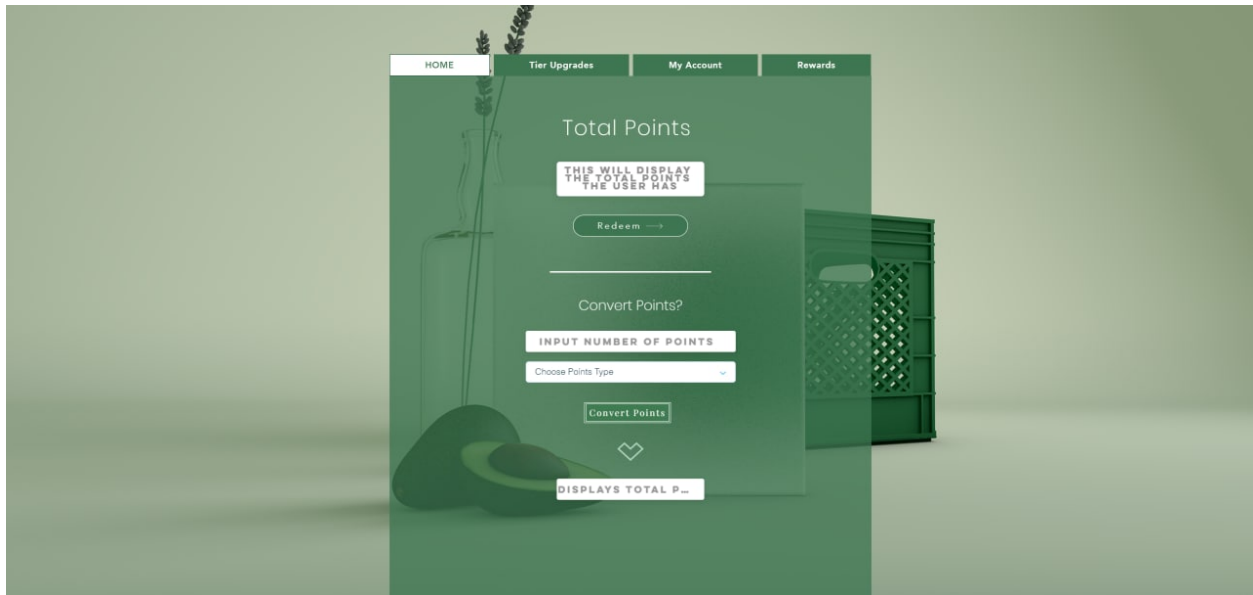 HOME Tier Upgrades My Account Rewards
Total Points
THIS WILL DISPLAY
THE TOTAL POINTS
THE USER HAS
Redeem →
Convert Points?
INPUT NUMBER OF POINTS
Choose Points Type
Convert Points
DISPLAYS TOTAL P...